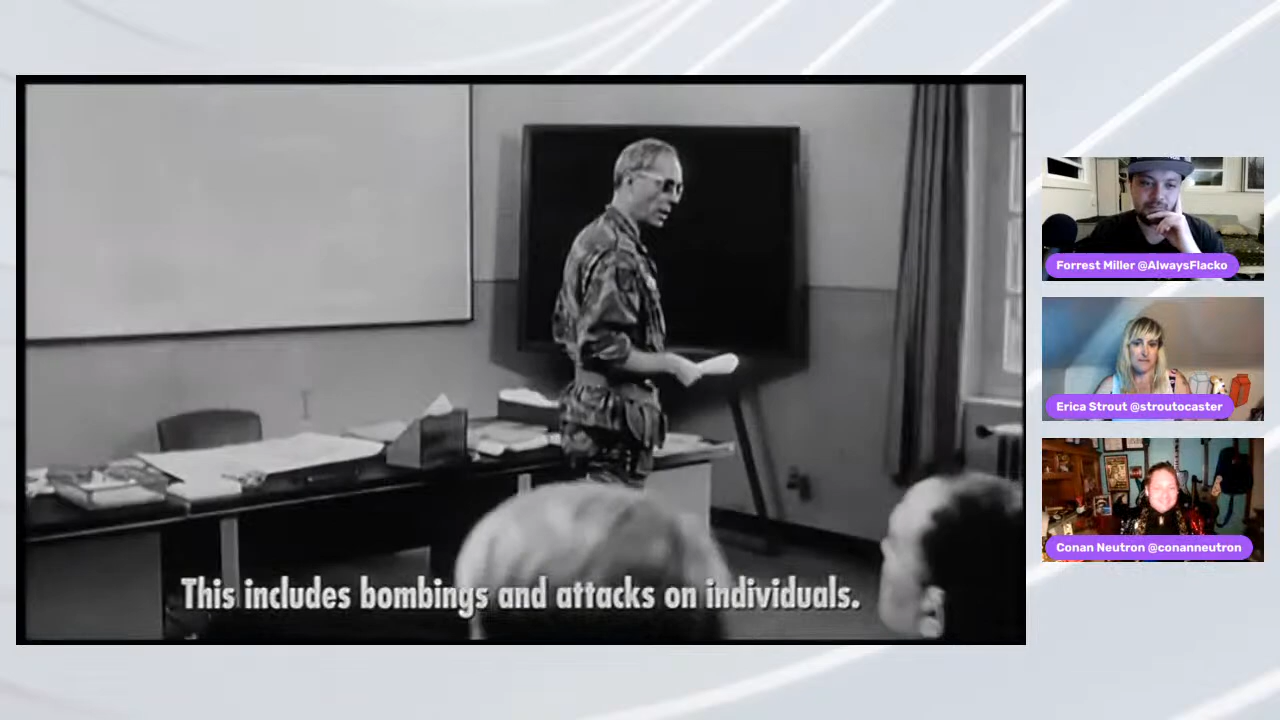 This includes bombings and attacks on individuals.
Forrest Miller @AlwaysFlacko
Erica Strout @stroutocaster
Conan Neutron @conanneutron